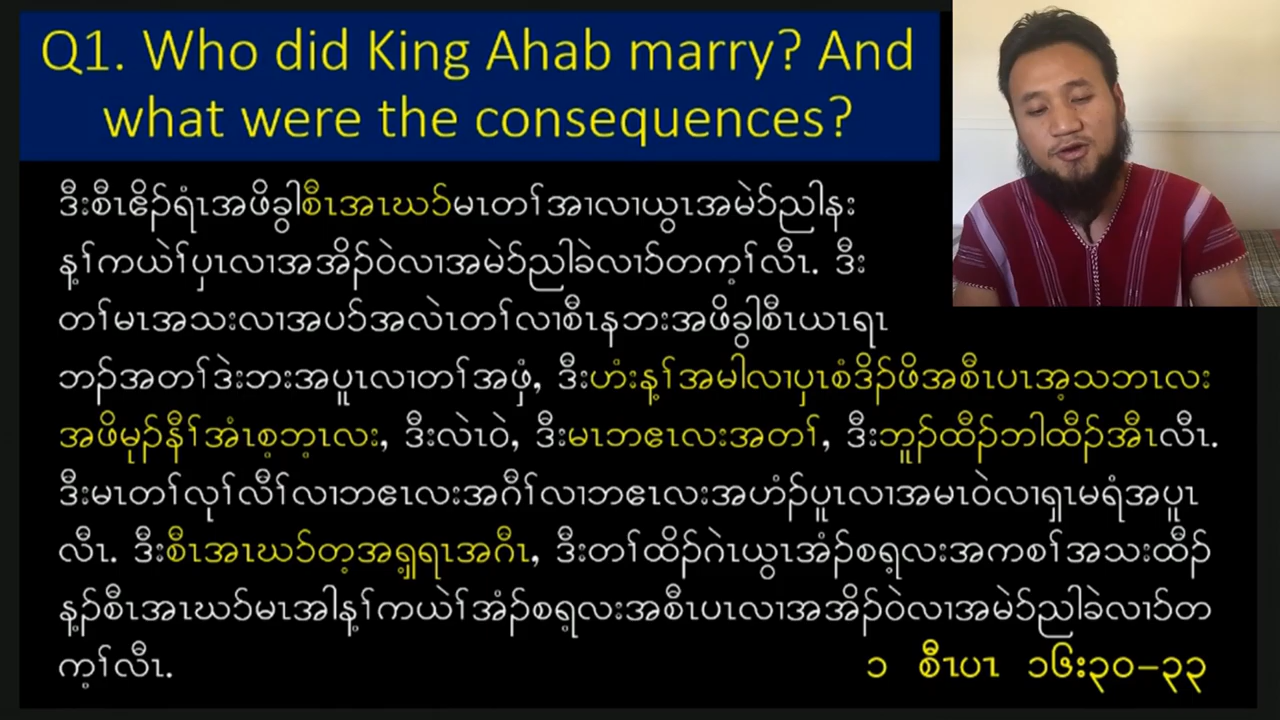 Q1. Who did King Ahab marry? And
what were the consequences?
ဒီးစီၤဧိၣ်ရံၤအဖိခွါစီၤအၤဃၥ်မၤတၢ်အၢလၢယွၤအမဲၥ်ညါန့း
န့ၢ်ကယဲၢ်ပှၤလၢအအိၣ်ဝဲလၢအမဲၥ်ညါခဲလၢၥ်တက့ၢ်လီၤ. ဒီး
တၢ်မၤအသးလၢအပၥ်အလဲၤတၢ်လၢစီၤနဘးအဖိခွါစီၤယၤရၤ
ဘၣ်အတၢ်ဒဲးဘးအပူၤလၢတၢ်အဖှံ, ဒီးဟံးန့ၢ်အမါလၢပှၤစံဒိၣ်ဖိအစီၤပၤအ့သဘၤလး
အဖိမုၣ်နီၢ်အံၤစ့ဘ့ၤလး, ဒီးလဲၤဝဲ, ဒီးမၤဘဧၤလးအတၢ်, ဒီးဘူၣ်ထီၣ်ဘါထီၣ်အီၤလီၤ.
ဒီးမၤတၢ်လုၢ်လီၢ်လၢဘဧၤလးအဂီၢ်လၢဘဧၤလးအဟံၣ်ပူၤလၢအမၤဝဲလၢရှၤမရံအပူၤ
လီၤ. ဒီးစီၤအၤဃၥ်တ့အရှ့ရၤအဂီၤ, ဒီးတၢ်ထိၣ်ဂဲၤယွၤအံၣ်စရ့လးအကစၢ်အသးထီၣ်
န့ၣ်စီၤအၤဃၥ်မၤအါန့ၢ်ကယဲၢ်အံၣ်စရ့လးအစီၤပၤလၢအအိၣ်ဝဲလၢအမဲၥ်ညါခဲလၢၥ်တ
က့ၢ်လီၤ.
၁ စီၤပၤ ၁၆း၃၀–၃၃